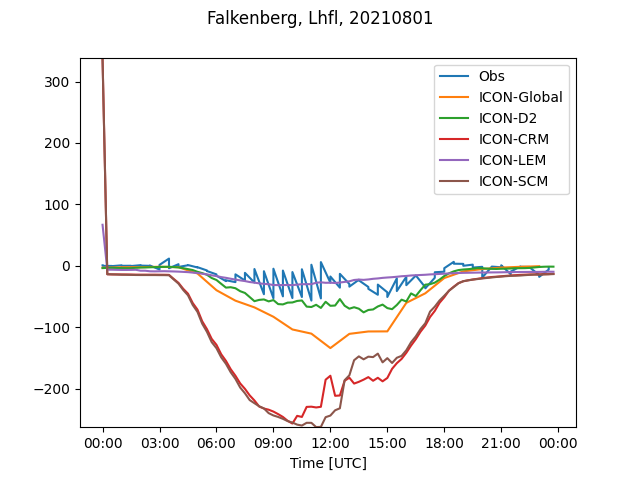 Falkenberg, Lhfl, 20210801
Obs
ICON-Global
ICON-D2
ICON-CRM
ICON-LEM
ICON-SCM
300
200
100
0
−100
−200
00:00 03:00 06:00 09:00 12:00 15:00 18:00 21:00 00:00
Time [UTC]